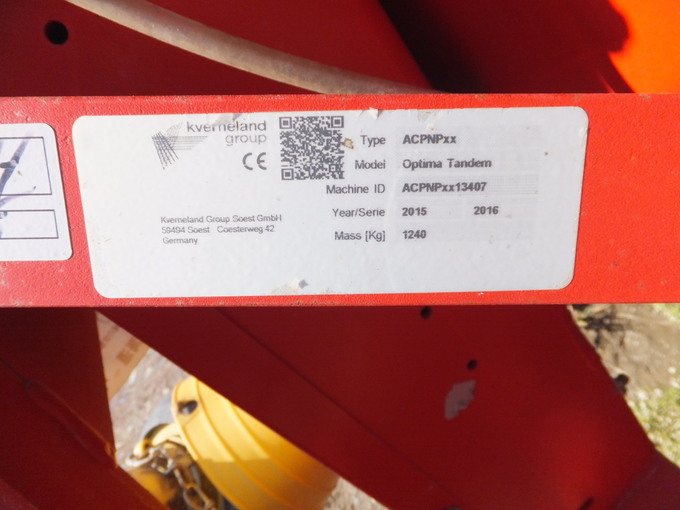 kverneland
group
CE
Type ACPNPxx
Model Optima Tandem
Machine ID ACPNPxx13407
Year/Serie 2015 2016
Mass [Kg] 1240
Kverneland Group Soest GmbH
59494 Soest Coesterweg 42
Germany